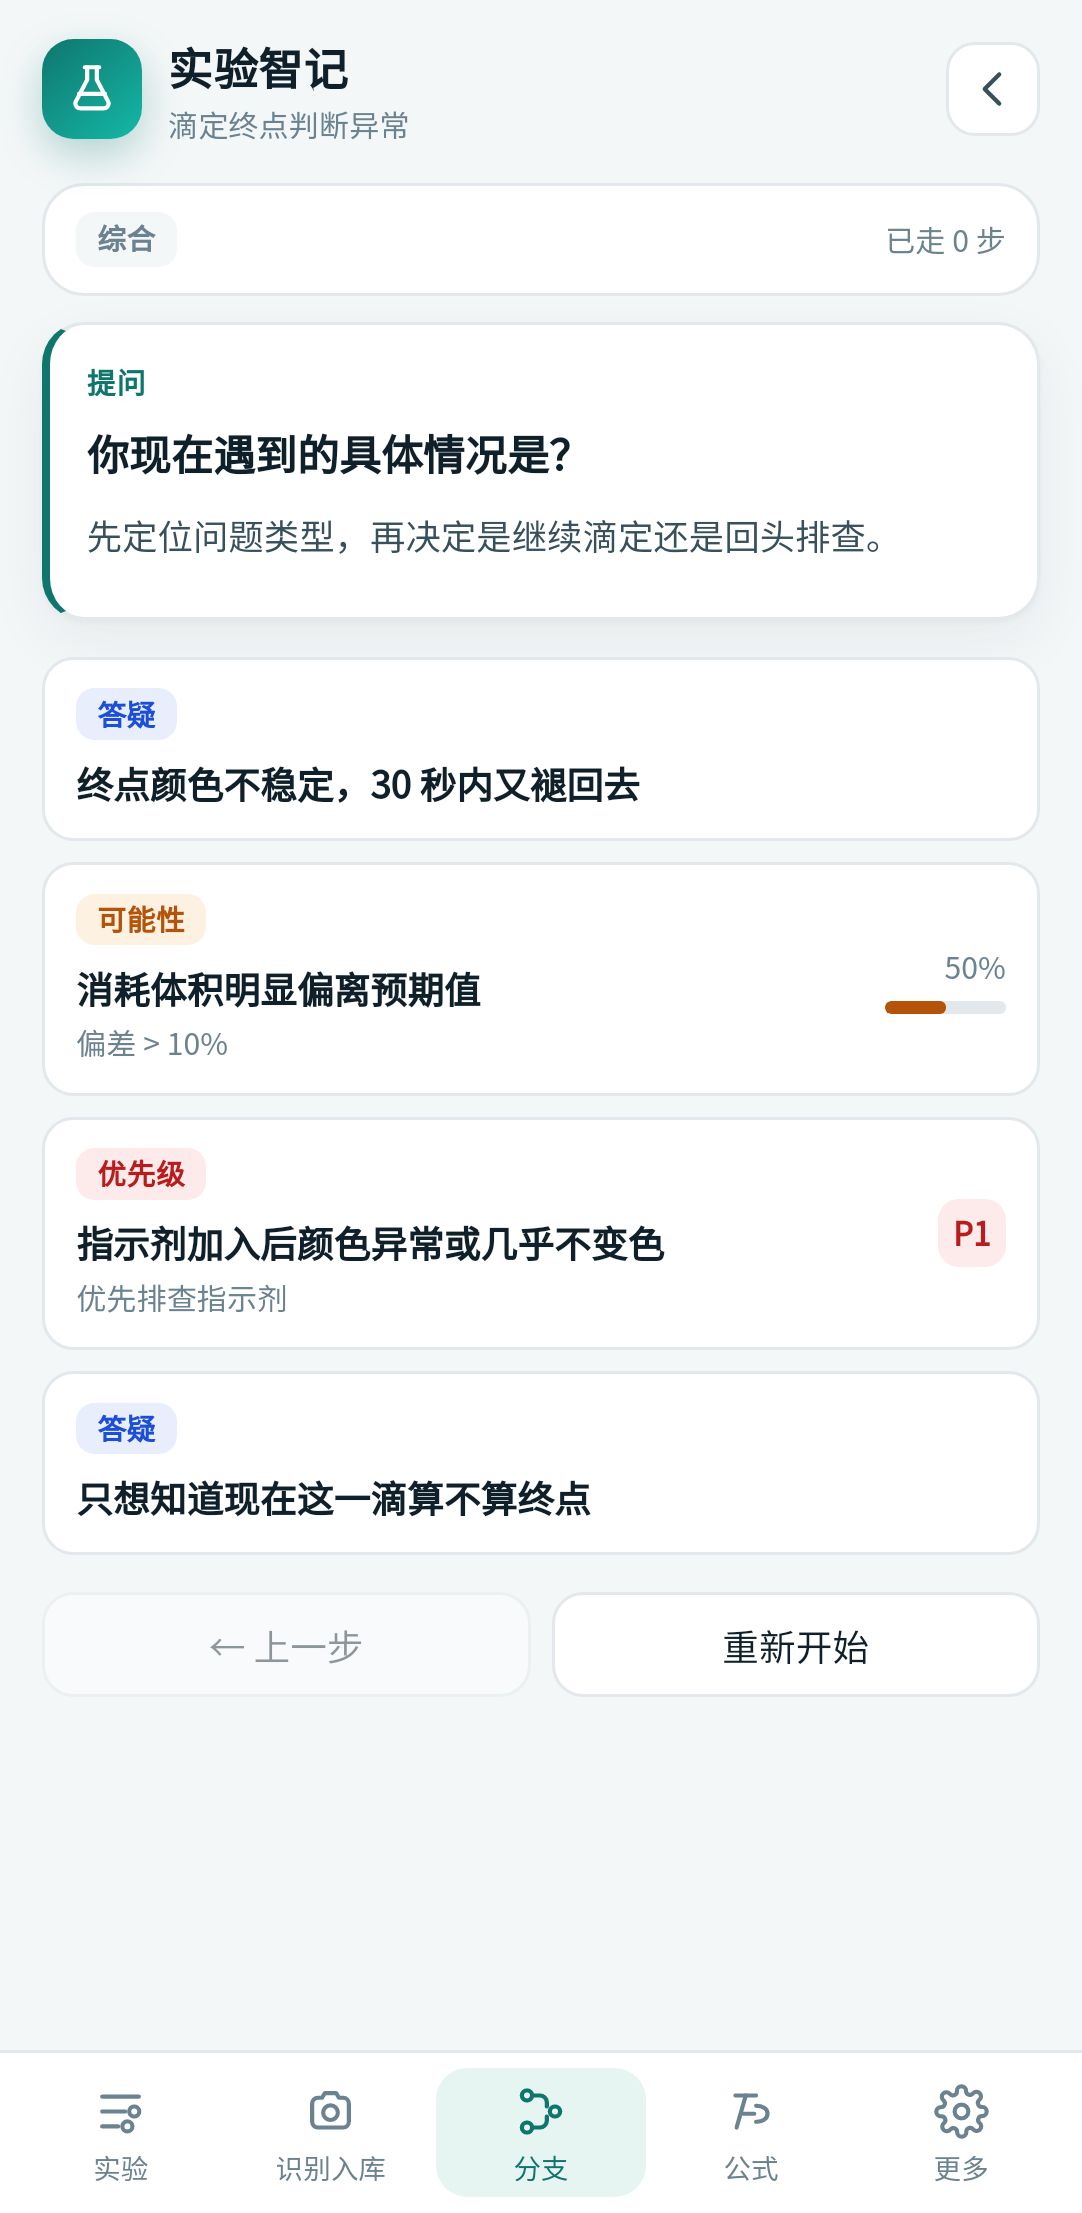 实验智记
滴定终点判断异常
综合
已走 0 步
提问
你现在遇到的具体情况是?
先定位问题类型，再决定是继续滴定还是回头排查。
答疑
终点颜色不稳定，30 秒内又褪回去
可能性
消耗体积明显偏离预期值
偏差 > 10%
50%
优先级
指示剂加入后颜色异常或几乎不变色
优先排查指示剂
P1
答疑
只想知道现在这一滴算不算终点
← 上一步
重新开始
实验
识别入库
分支
公式
更多